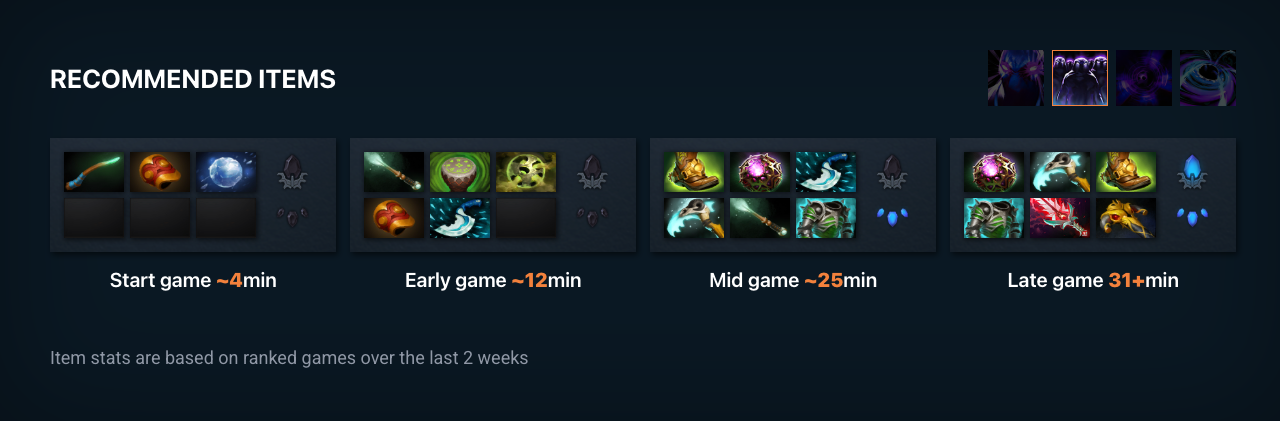 RECOMMENDED ITEMS
Start game ~4min
Early game ~12min
Mid game ~25min
Late game 31+min
Item stats are based on ranked games over the last 2 weeks